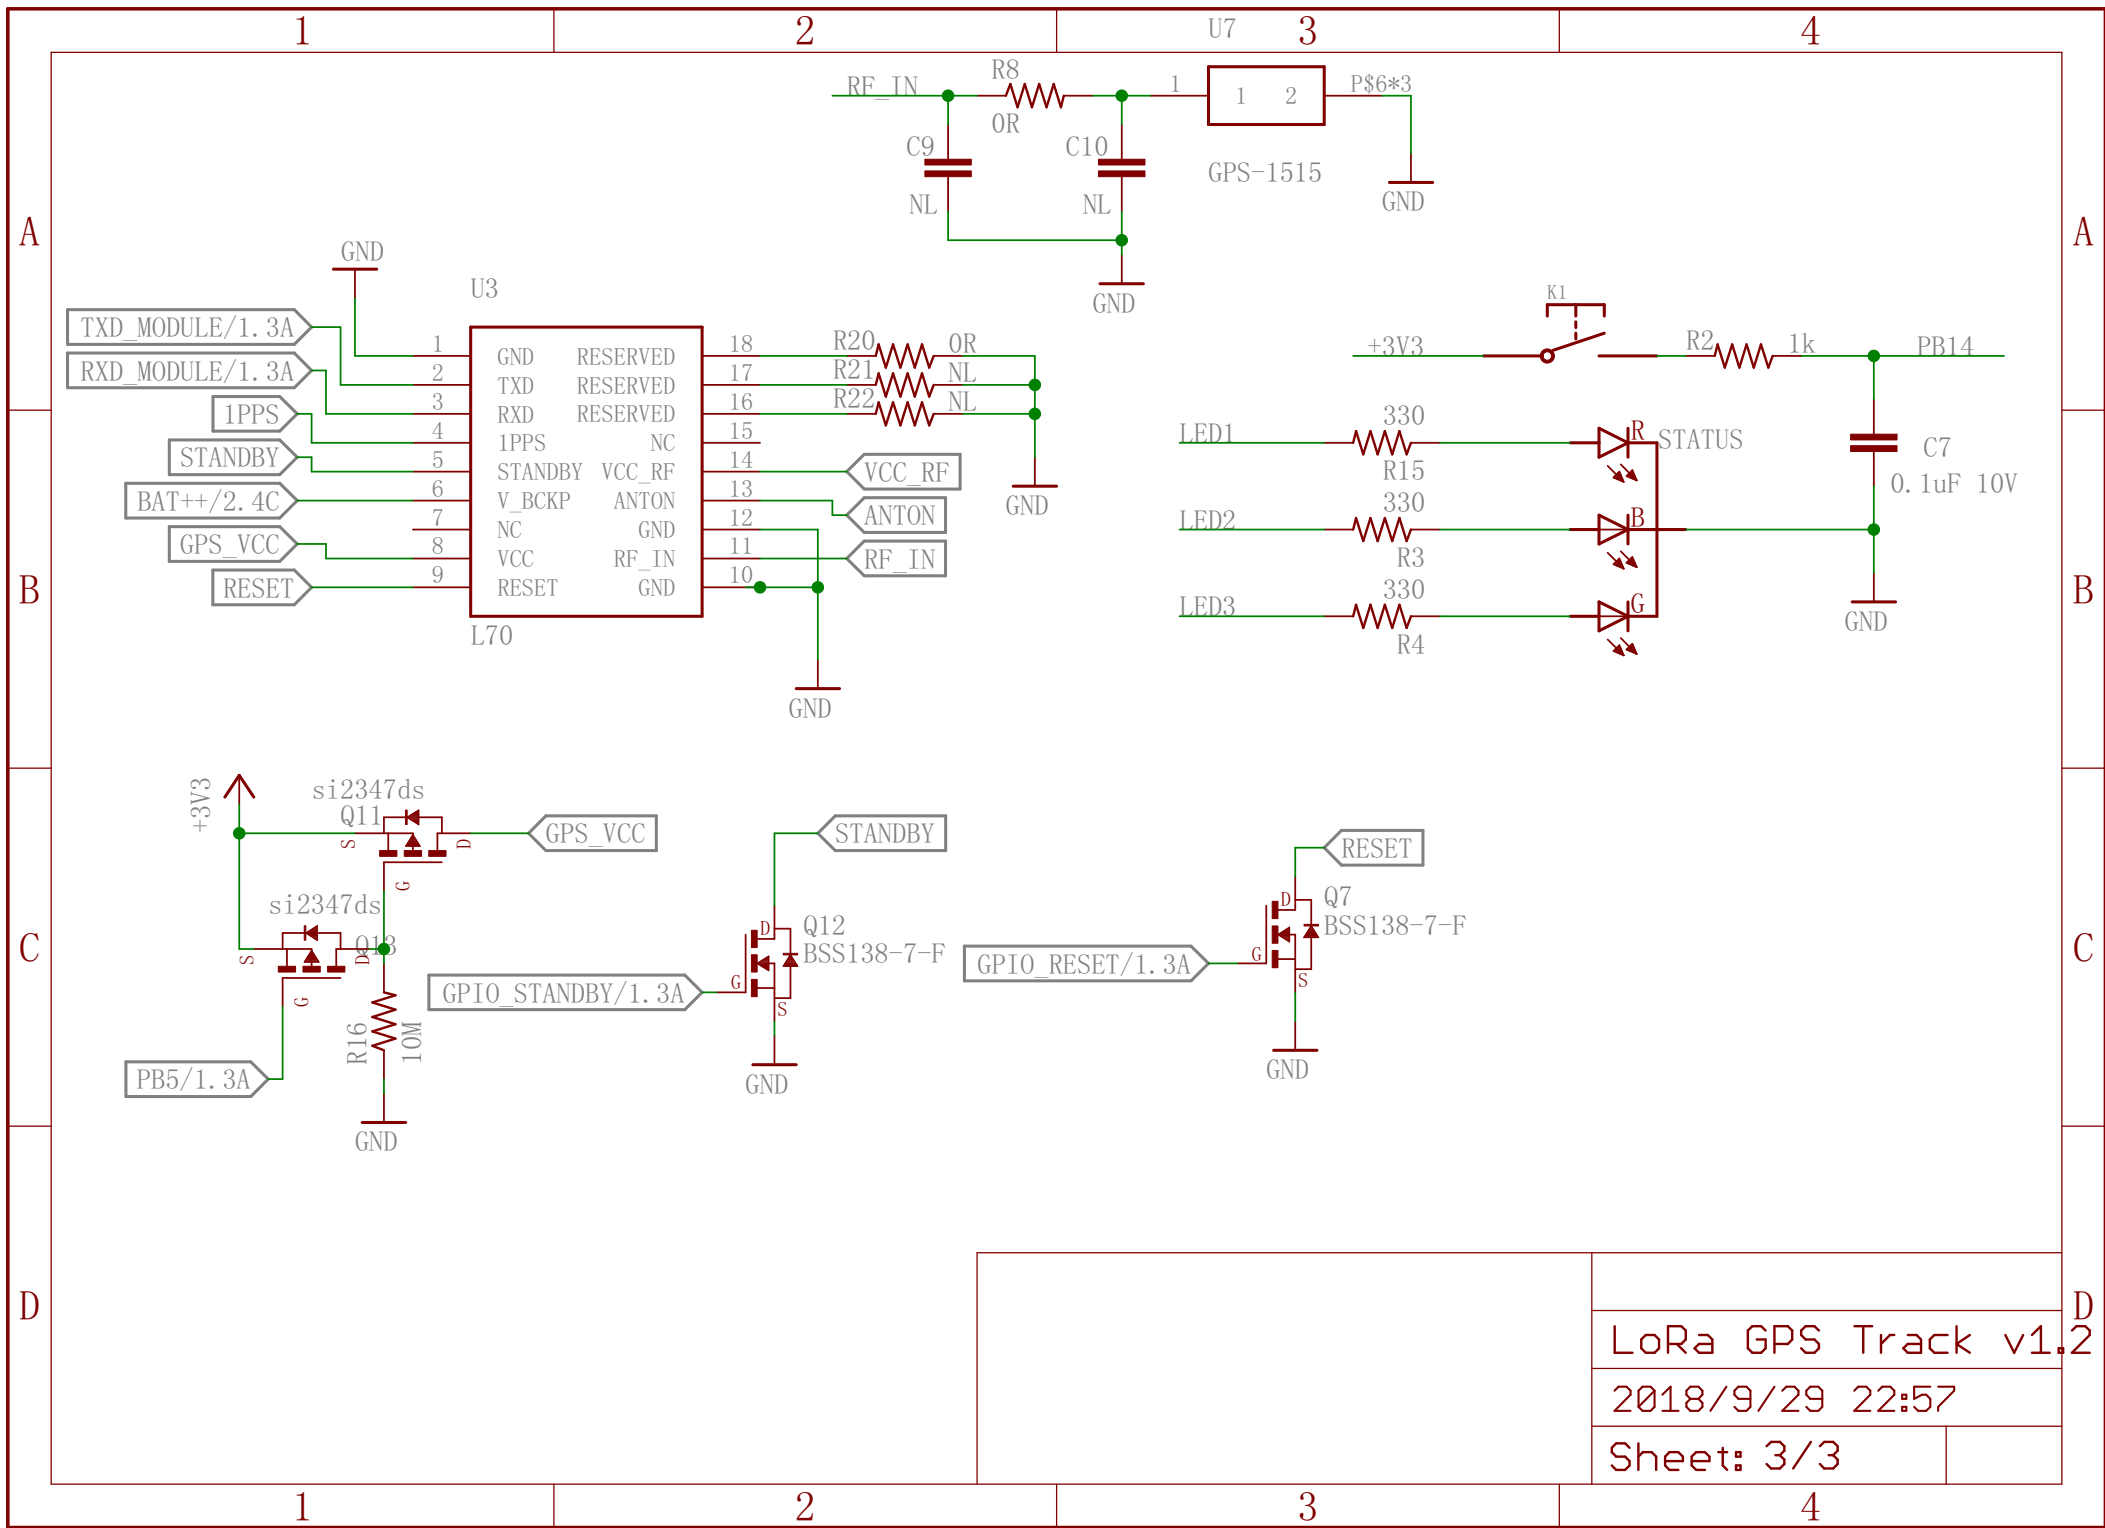 1 2 3 4
U7
RF_IN
R8
0R
1
1 2
P$6*3
C9
NL
C10
NL
GPS-1515
GND
GND
A
A
GND
U3
TXD_MODULE/1.3A
RXD_MODULE/1.3A
1PPS
STANDBY
BAT++/2.4C
GPS_VCC
RESET
1 GND RESERVED 18
2 TXD RESERVED 17
3 RXD RESERVED 16
4 1PPS NC 15
5 STANDBY VCC_RF 14
6 V_BCKP ANTON 13
7 NC GND 12
8 VCC RF_IN 11
9 RESET GND 10
L70
R20 0R
R21 NL
R22 NL
VCC_RF
ANTON
RF_IN
GND
GND
K1
+3V3
R2 1k
PB14
LED1
330
R15
R
STATUS
LED2
330
R3
B
LED3
330
R4
G
C7
0.1uF 10V
GND
B
B
+3V3
si2347ds
Q11
S
D
G
GPS_VCC
si2347ds
Q13
S
D
G
R16
10M
PB5/1.3A
GND
STANDBY
D
Q12
BSS138-7-F
GPIO_STANDBY/1.3A
G
S
GND
RESET
D
Q7
BSS138-7-F
GPIO_RESET/1.3A
G
S
GND
C
C
D
D
LoRa GPS Track v1.2
2018/9/29 22:57
Sheet: 3/3
1 2 3 4